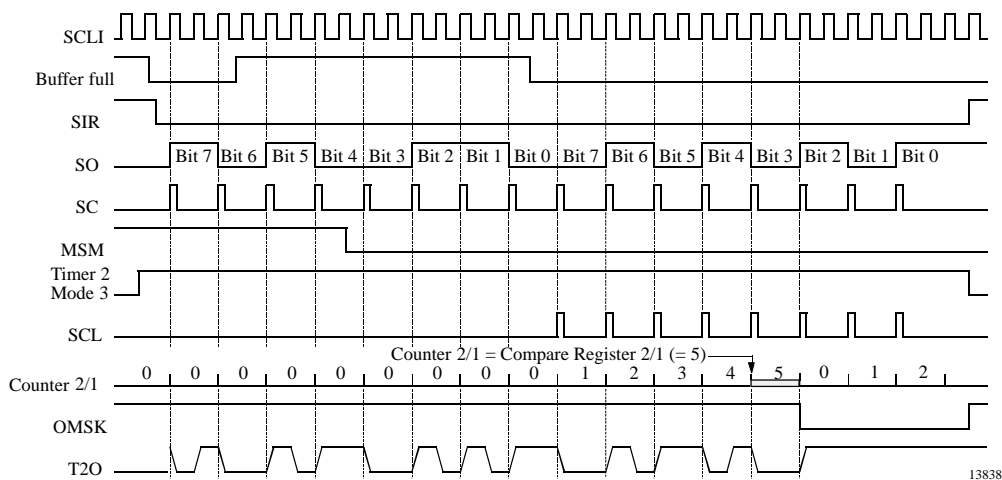 SCLI
Buffer full
SIR
SO
Bit 7 Bit 6 Bit 5 Bit 4 Bit 3 Bit 2 Bit 1 Bit 0 Bit 7 Bit 6 Bit 5 Bit 4 Bit 3 Bit 2 Bit 1 Bit 0
SC
MSM
Timer 2
Mode 3
SCL
Counter 2/1 = Compare Register 2/1 (= 5)
Counter 2/1
0 0 0 0 0 0 0 0 0 1 2 3 4 5 0 1 2
OMSK
T2O
13838